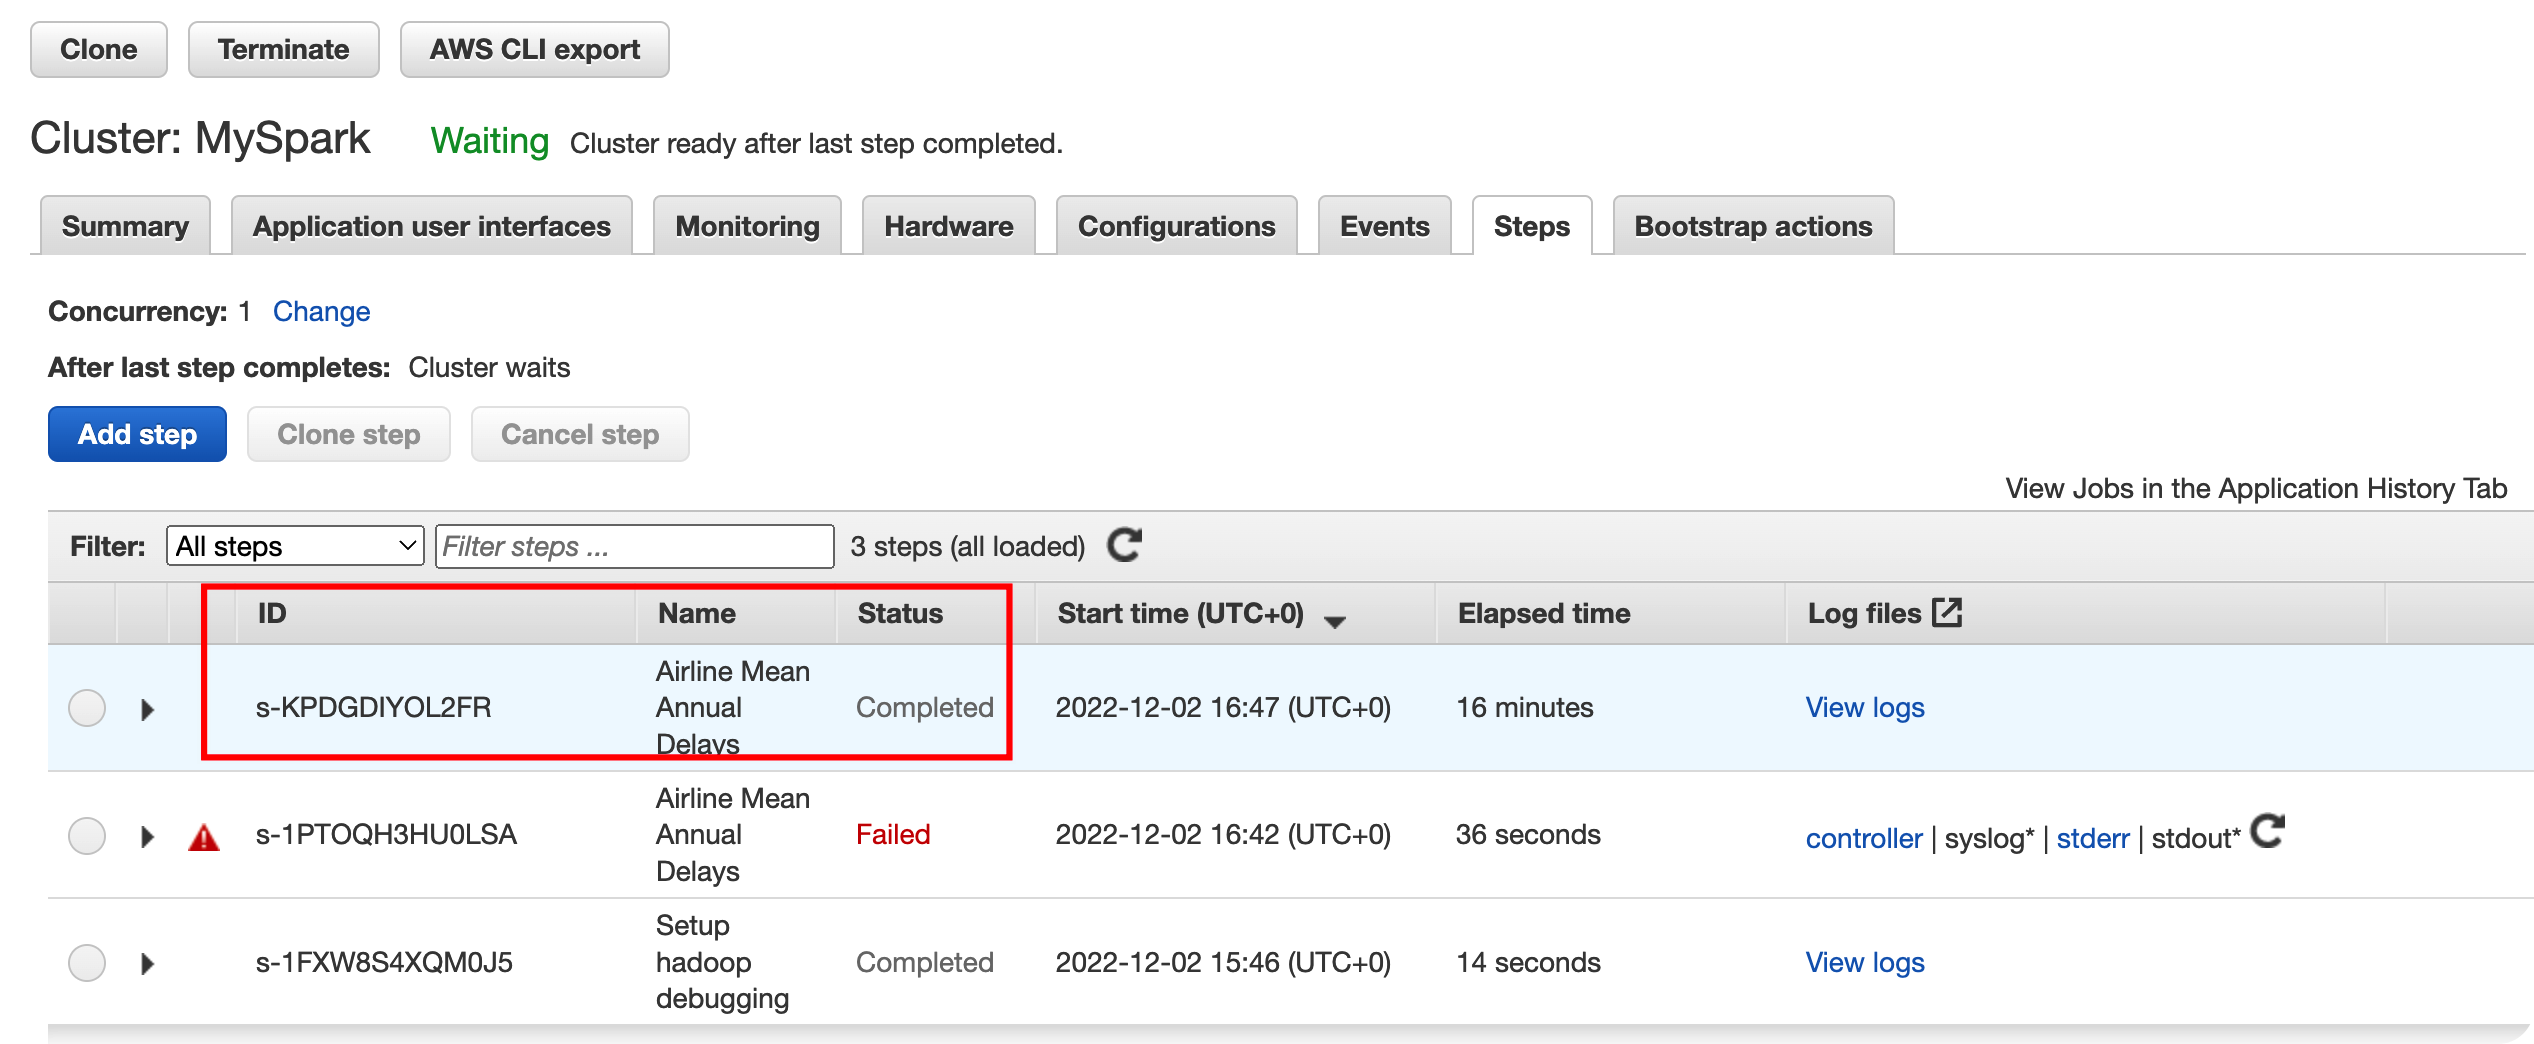 Clone Terminate AWS CLI export
Cluster: MySpark Waiting Cluster ready after last step completed.
Summary Application user interfaces Monitoring Hardware Configurations Events Steps Bootstrap actions
Concurrency: 1 Change
After last step completes: Cluster waits
Add step Clone step Cancel step
View Jobs in the Application History Tab
Filter: All steps Filter steps ... 3 steps (all loaded)
ID Name Status Start time (UTC+0) Elapsed time Log files
s-KPDGDIYOL2FR Airline Mean Annual Delays Completed 2022-12-02 16:47 (UTC+0) 16 minutes View logs
s-1PTOQH3HU0LSA Airline Mean Annual Delays Failed 2022-12-02 16:42 (UTC+0) 36 seconds controller | syslog* | stderr | stdout*
s-1FXW8S4XQM0J5 Setup hadoop debugging Completed 2022-12-02 15:46 (UTC+0) 14 seconds View logs